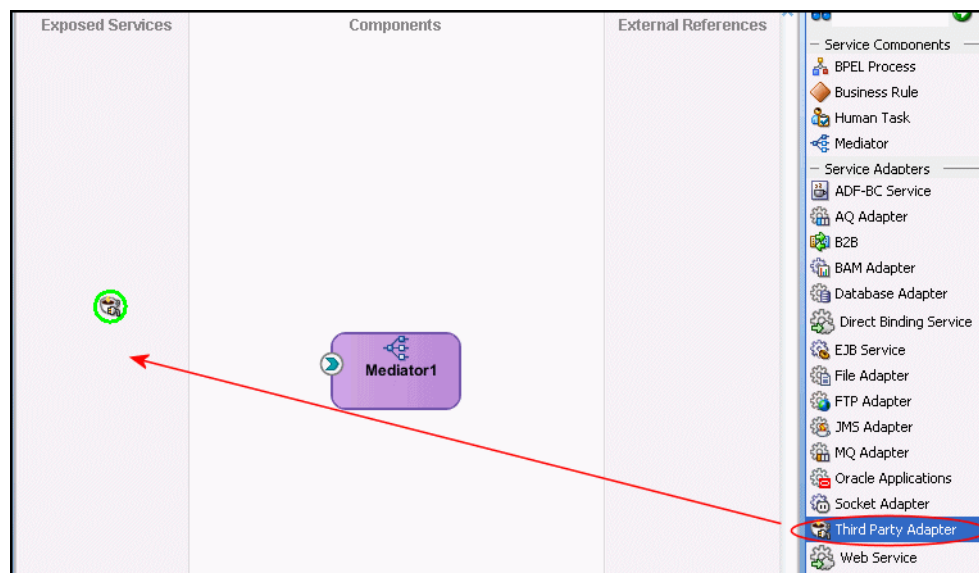 Exposed Services
Components
External References
Mediator1
Service Components
BPEL Process
Business Rule
Human Task
Mediator
Service Adapters
ADF-BC Service
AQ Adapter
B2B
BAM Adapter
Database Adapter
Direct Binding Service
EJB Service
File Adapter
FTP Adapter
JMS Adapter
MQ Adapter
Oracle Applications
Socket Adapter
Third Party Adapter
Web Service